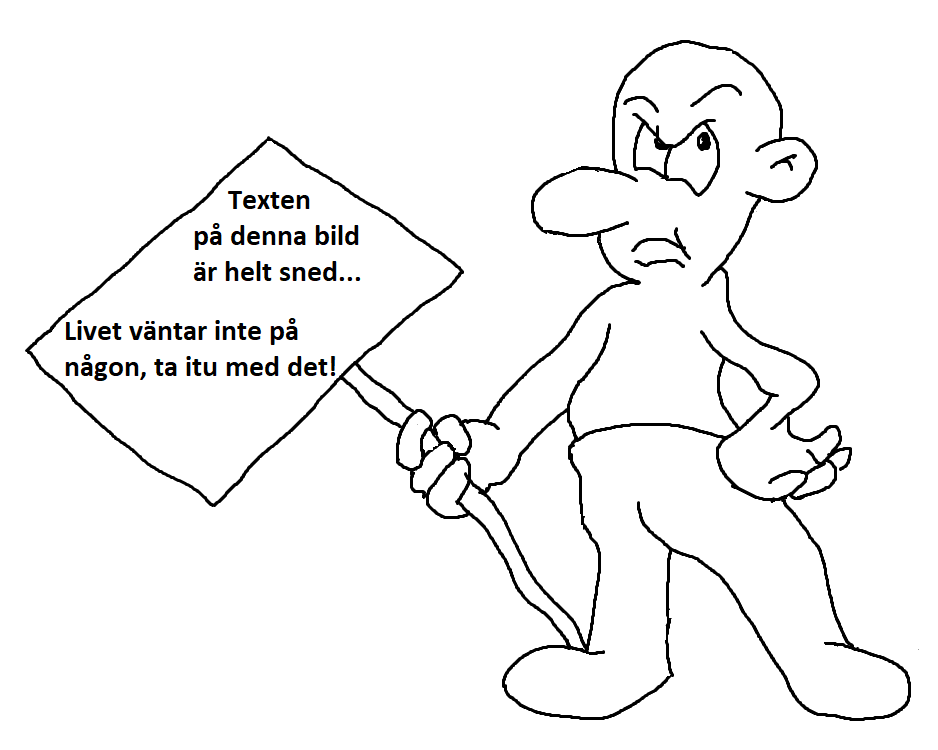 Texten
på denna bild
är helt sned...
Livet väntar inte på
någon, ta itu med det!